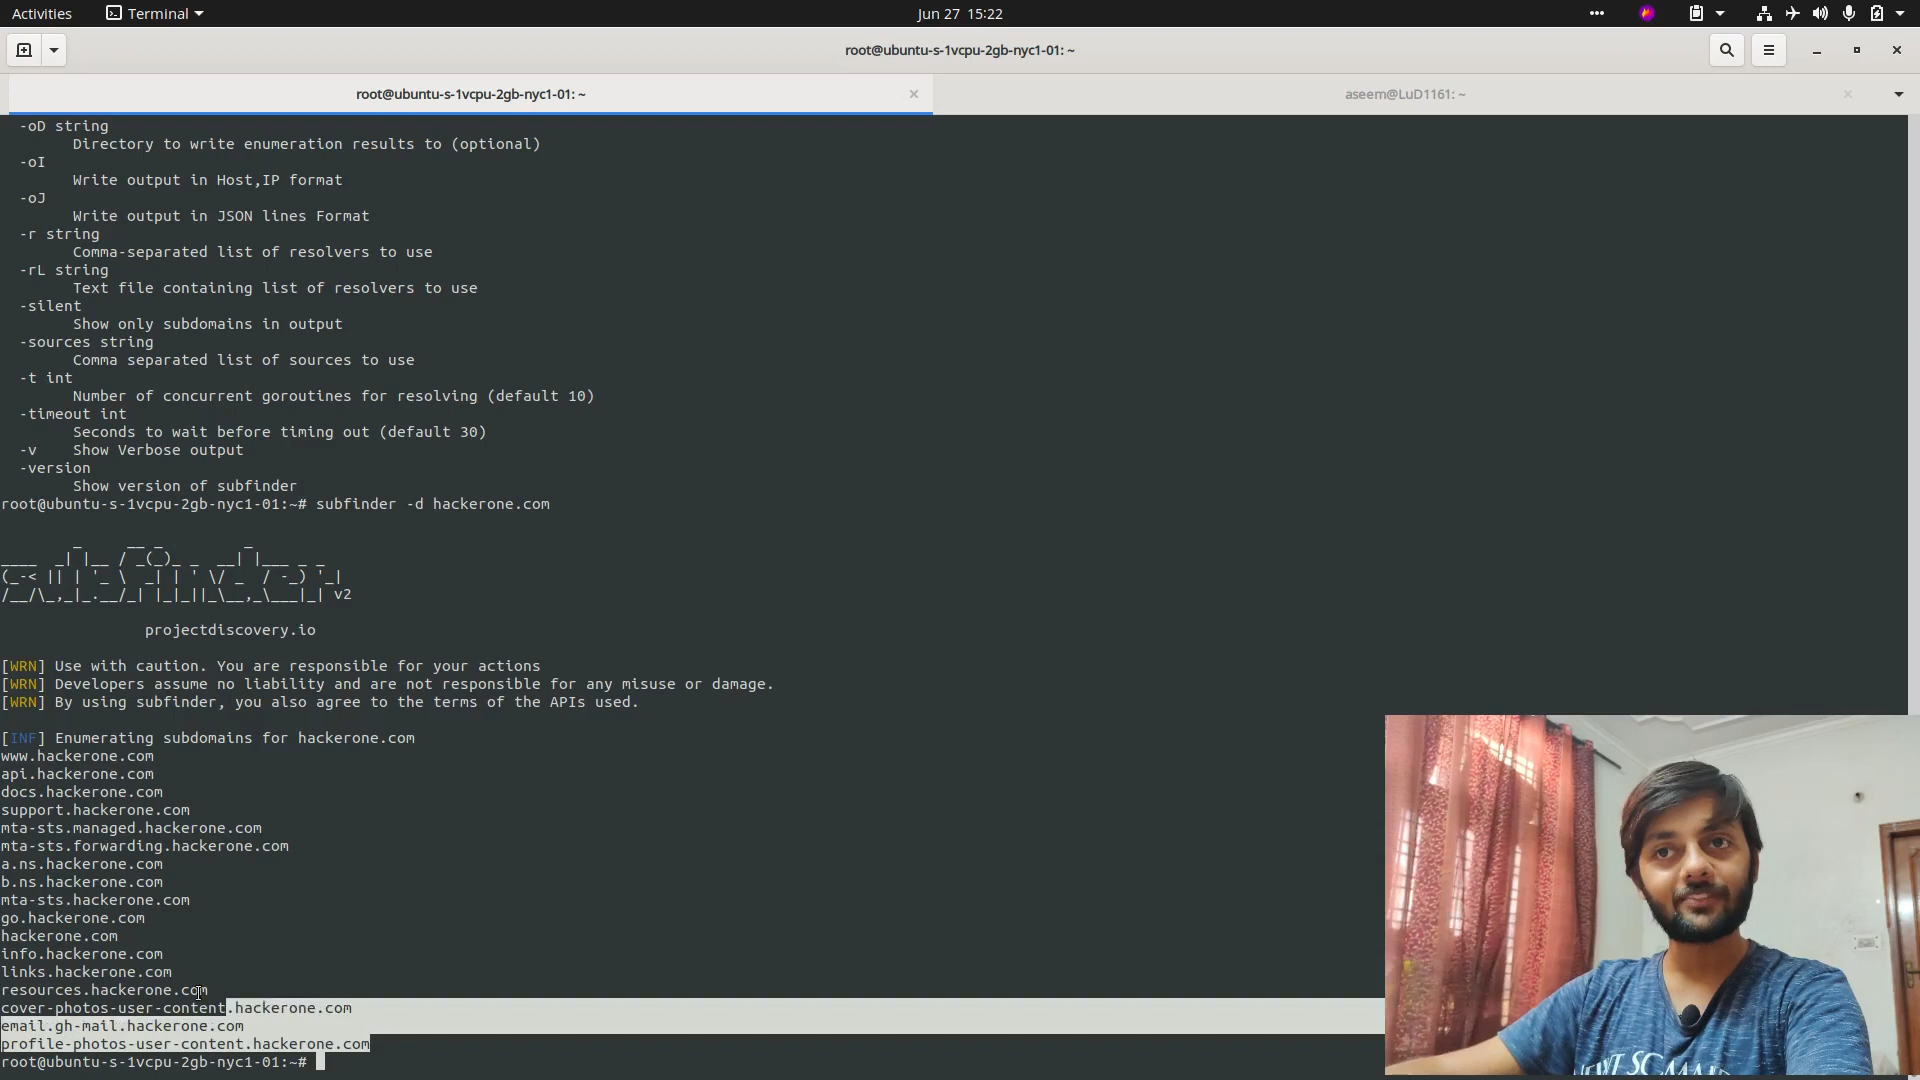 Activities Terminal Jun 27 15:22
root@ubuntu-s-1vcpu-2gb-nyc1-01: ~
root@ubuntu-s-1vcpu-2gb-nyc1-01: ~ aseem@LuD1161: ~
-oD string
Directory to write enumeration results to (optional)
-oI
Write output in Host,IP format
-oJ
Write output in JSON lines Format
-r string
Comma-separated list of resolvers to use
-rL string
Text file containing list of resolvers to use
-silent
Show only subdomains in output
-sources string
Comma separated list of sources to use
-t int
Number of concurrent goroutines for resolving (default 10)
-timeout int
Seconds to wait before timing out (default 30)
-v Show Verbose output
-version
Show version of subfinder
root@ubuntu-s-1vcpu-2gb-nyc1-01:~# subfinder -d hackerone.com
subfinder v2
projectdiscovery.io
[WRN] Use with caution. You are responsible for your actions
[WRN] Developers assume no liability and are not responsible for any misuse or damage.
[WRN] By using subfinder, you also agree to the terms of the APIs used.
[INF] Enumerating subdomains for hackerone.com
www.hackerone.com
api.hackerone.com
docs.hackerone.com
support.hackerone.com
mta-sts.managed.hackerone.com
mta-sts.forwarding.hackerone.com
a.ns.hackerone.com
b.ns.hackerone.com
mta-sts.hackerone.com
go.hackerone.com
hackerone.com
info.hackerone.com
links.hackerone.com
resources.hackerone.com
cover-photos-user-content.hackerone.com
email.gh-mail.hackerone.com
profile-photos-user-content.hackerone.com
root@ubuntu-s-1vcpu-2gb-nyc1-01:~#